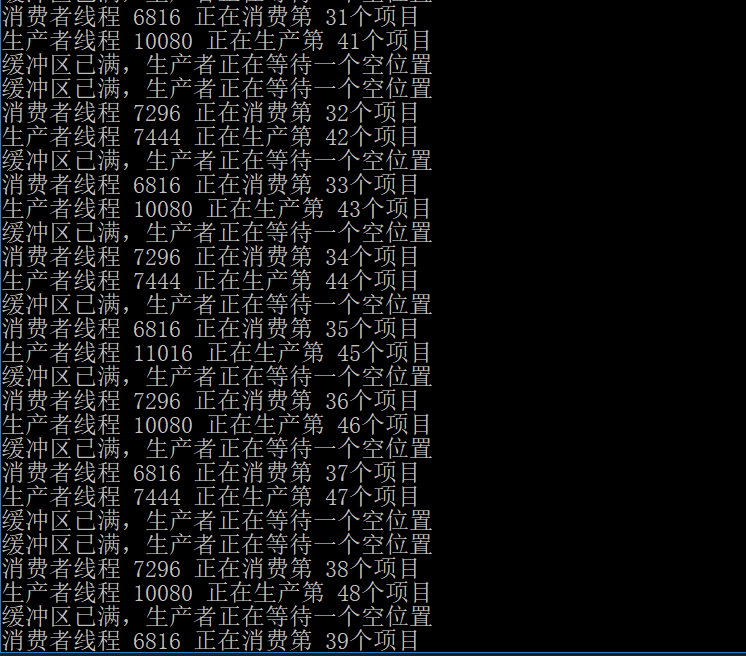 缓冲区已满，生产者正在等待一个空位置
消费者线程 6816 正在消费第 31个项目
生产者线程 10080 正在生产第 41个项目
缓冲区已满，生产者正在等待一个空位置
缓冲区已满，生产者正在等待一个空位置
消费者线程 7296 正在消费第 32个项目
生产者线程 7444 正在生产第 42个项目
缓冲区已满，生产者正在等待一个空位置
消费者线程 6816 正在消费第 33个项目
生产者线程 10080 正在生产第 43个项目
缓冲区已满，生产者正在等待一个空位置
消费者线程 7296 正在消费第 34个项目
生产者线程 7444 正在生产第 44个项目
缓冲区已满，生产者正在等待一个空位置
消费者线程 6816 正在消费第 35个项目
生产者线程 11016 正在生产第 45个项目
缓冲区已满，生产者正在等待一个空位置
消费者线程 7296 正在消费第 36个项目
生产者线程 10080 正在生产第 46个项目
缓冲区已满，生产者正在等待一个空位置
消费者线程 6816 正在消费第 37个项目
生产者线程 7444 正在生产第 47个项目
缓冲区已满，生产者正在等待一个空位置
缓冲区已满，生产者正在等待一个空位置
消费者线程 7296 正在消费第 38个项目
生产者线程 10080 正在生产第 48个项目
缓冲区已满，生产者正在等待一个空位置
消费者线程 6816 正在消费第 39个项目